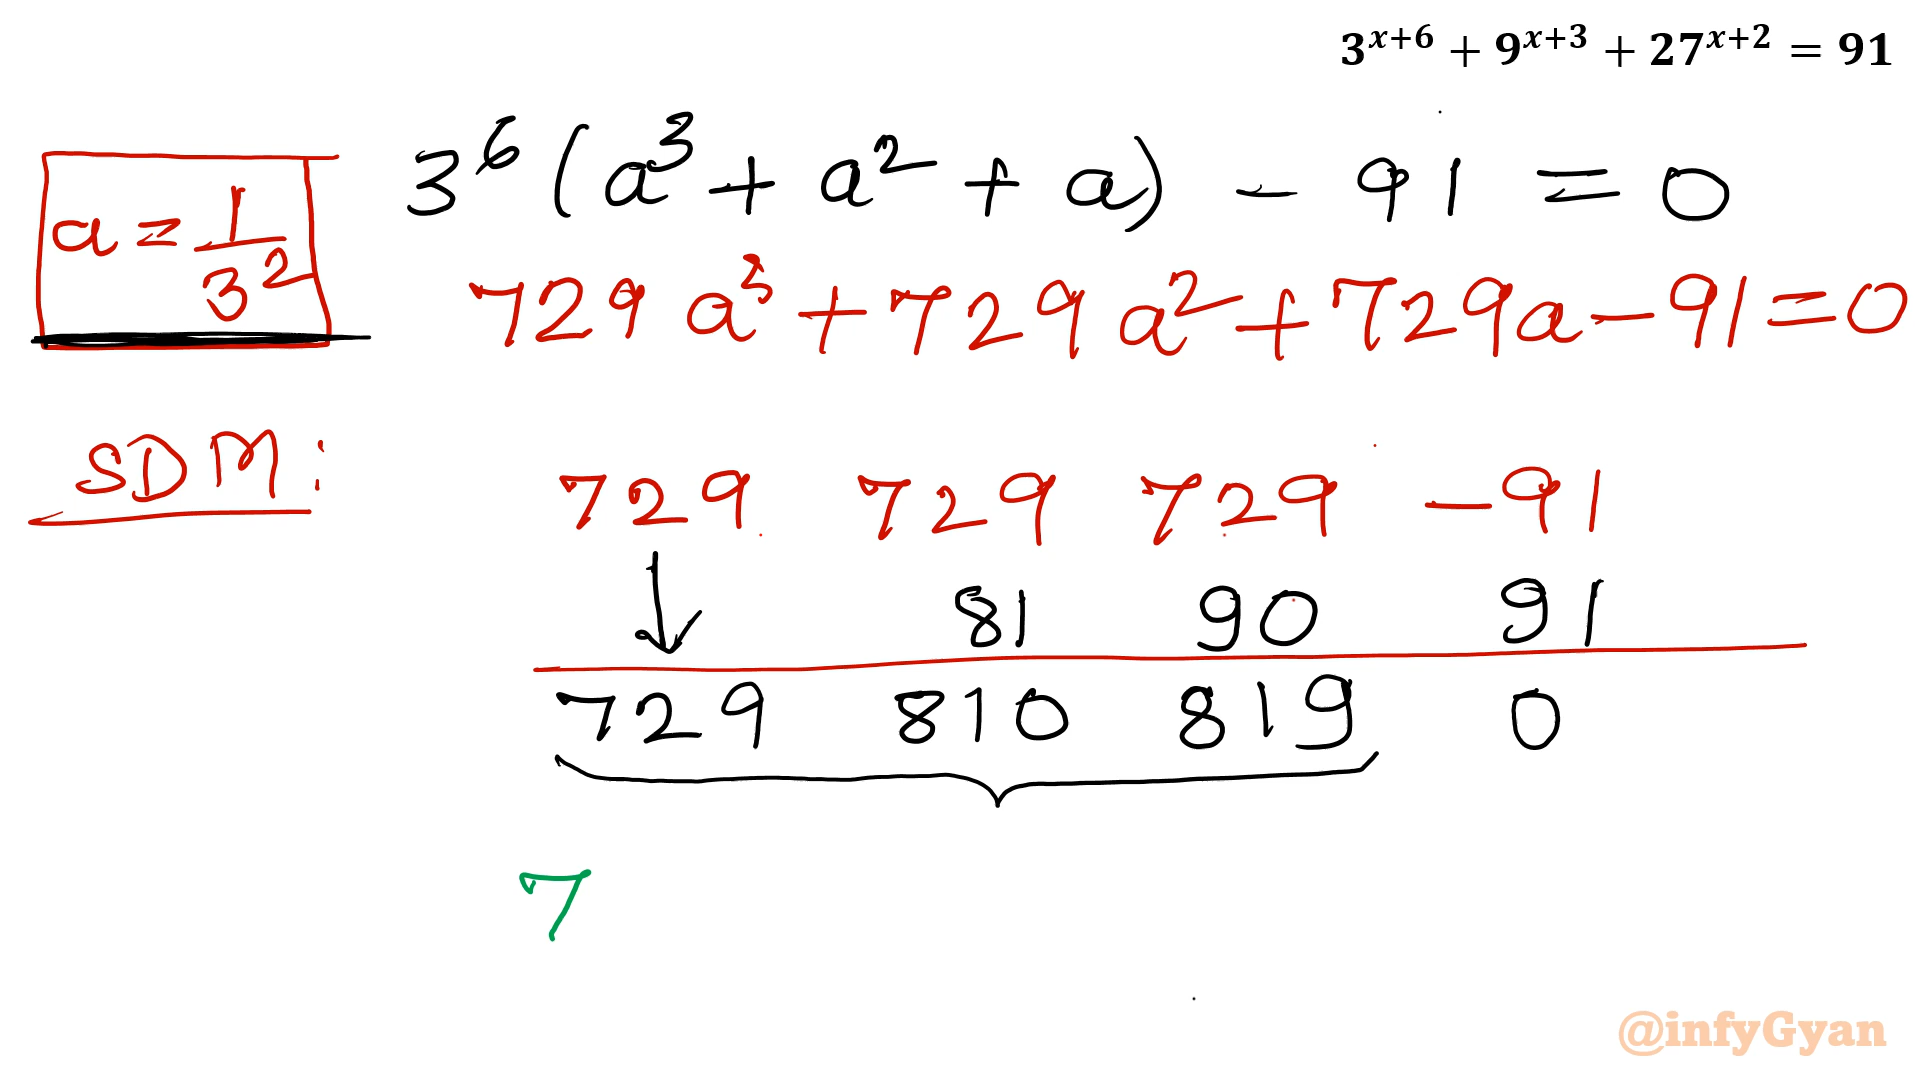 3^{x+6} + 9^{x+3} + 27^{x+2} = 91
3^6 (a^3 + a^2 + a) - 91 = 0
a = \frac{1}{3^2}
729 a^3 + 729 a^2 + 729a - 91 = 0
SDM:
729 729 729 -91
↓ 81 90 91
729 810 819 0
7
@infyGyan